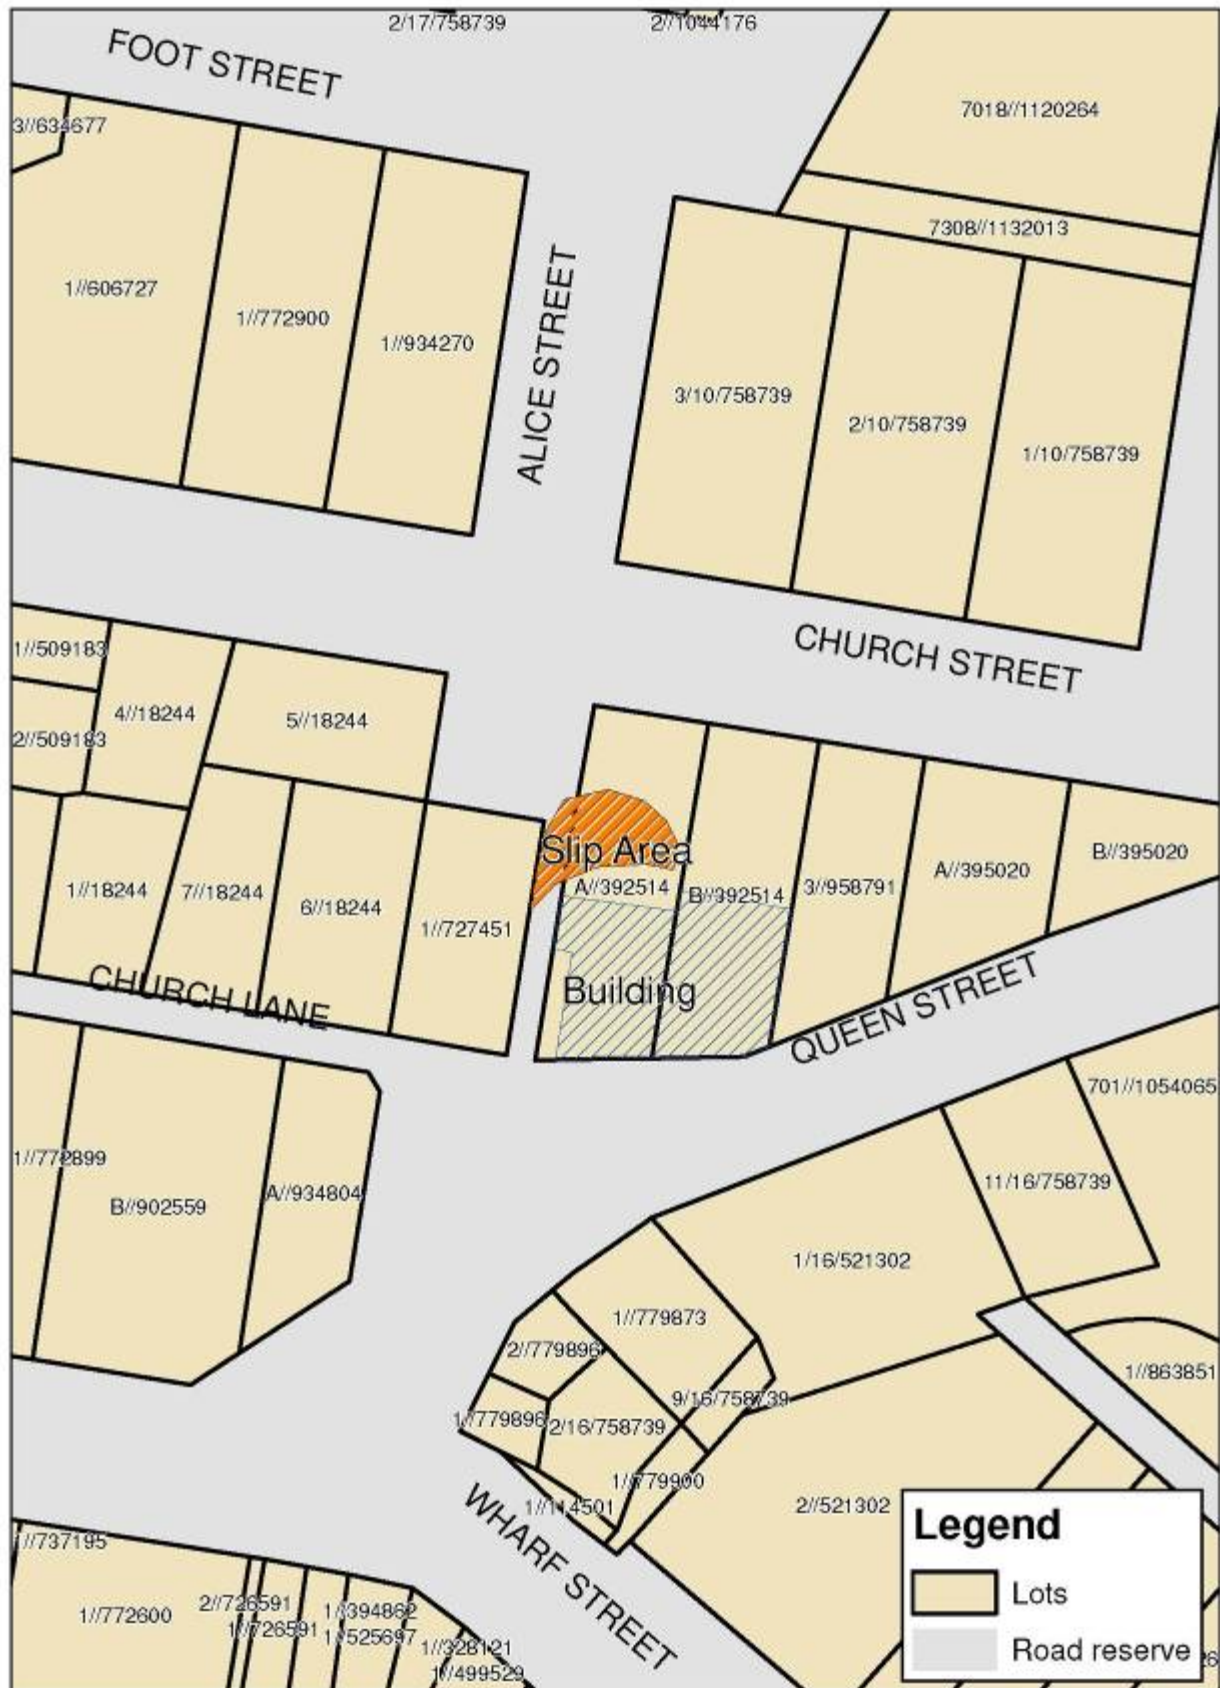 2/17/758739
2//1044176
FOOT STREET
7018//1120264
3//634677
7308//1132013
1//606727
1//772900
1//934270
ALICE STREET
3/10/758739
2/10/758739
1/10/758739
CHURCH STREET
1//509183
4//18244
5//18244
2//509183
Slip Area
B//395020
A//395020
1//18244
7//18244
6//18244
1//727451
A//392514
B//392514
3//958791
CHURCH LANE
Building
QUEEN STREET
701//1054065
1//772899
B//902559
A//934804
11/16/758739
1/16/521302
1//779873
2//779896
1//863851
9/16/758739
1//779896
2/16/758739
1//779900
1//114501
2//521302
WHARF STREET
1//737195
1//772600
2//726591
1//726591
1//394862
1//525697
1//328121
1//499529
Legend
Lots
Road reserve